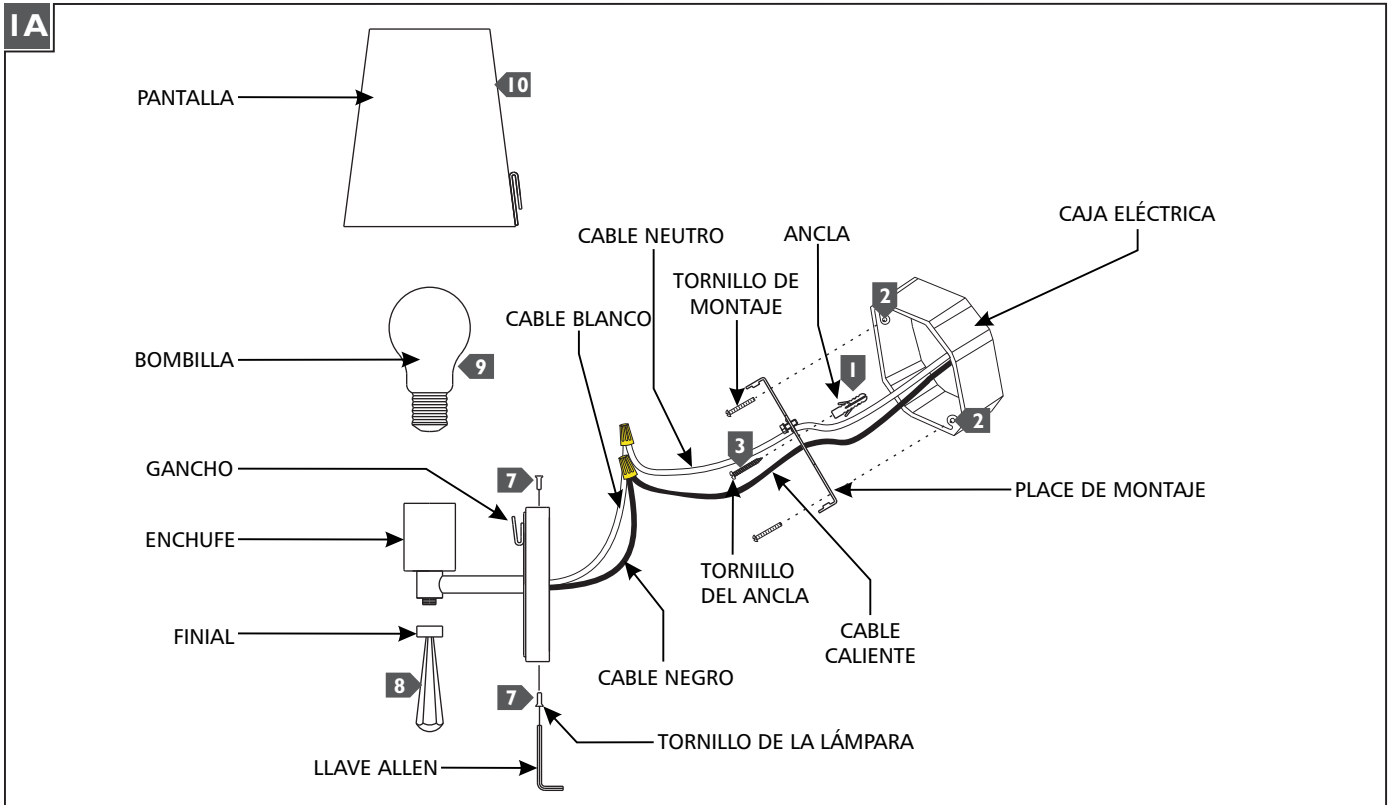 1A
PANTALLA
10
CAJA ELÉCTRICA
CABLE NEUTRO
ANCLA
TORNILLO DE
MONTAJE
2
CABLE BLANCO
BOMBILLA
9
1
2
3
GANCHO
7
PLACE DE MONTAJE
ENCHUFE
TORNILLO
DEL ANCLA
CABLE
CALIENTE
FINIAL
CABLE NEGRO
8
7
TORNILLO DE LA LÁMPARA
LLAVE ALLEN